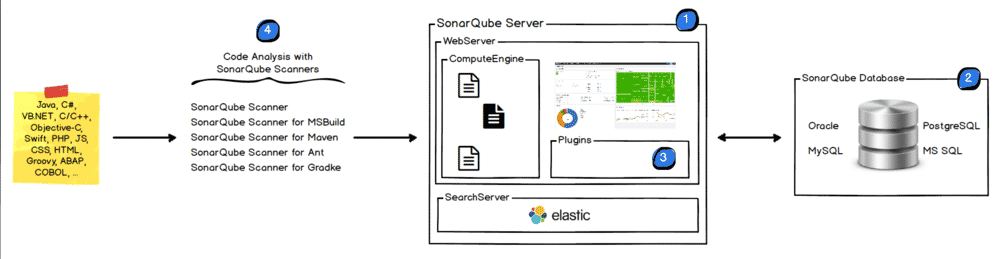 Java, C#,
VB.NET, C/C++,
Objective-C,
Swift, PHP, JS,
CSS, HTML,
Groovy, ABAP,
COBOL, ...
4
Code Analysis with
SonarQube Scanners
SonarQube Scanner
SonarQube Scanner for MSBuild
SonarQube Scanner for Maven
SonarQube Scanner for Ant
SonarQube Scanner for Gradke
SonarQube Server
1
WebServer
ComputeEngine
Plugins
3
SearchServer
elastic
SonarQube Database
2
Oracle
PostgreSQL
MySQL
MS SQL